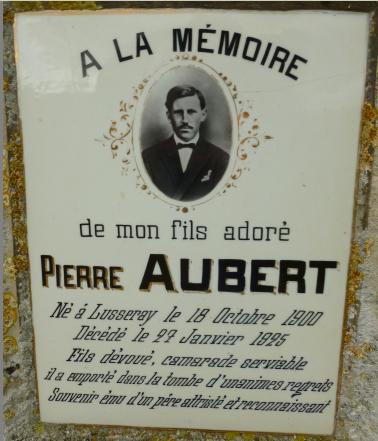 A LA MÉMOIRE
de mon fils adoré
PIERRE AUBERT
Né à Lusseray le 18 Octobre 1900
Décédé le 27 Janvier 1925
Fils dévoué, camarade serviable
il a emporté dans la tombe d'unanimes regrets
Souvenir ému d'un père attristé et reconnaissant